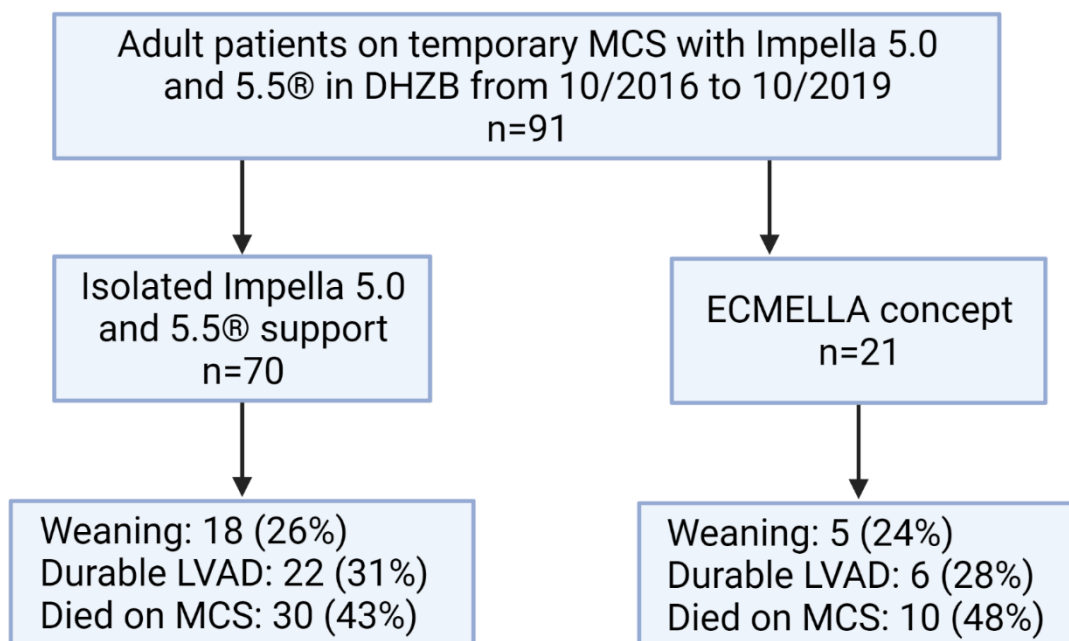 Adult patients on temporary MCS with Impella 5.0
and 5.5® in DHZB from 10/2016 to 10/2019
n=91
Isolated Impella 5.0
and 5.5® support
n=70
ECMELLA concept
n=21
Weaning: 18 (26%)
Durable LVAD: 22 (31%)
Died on MCS: 30 (43%)
Weaning: 5 (24%)
Durable LVAD: 6 (28%)
Died on MCS: 10 (48%)